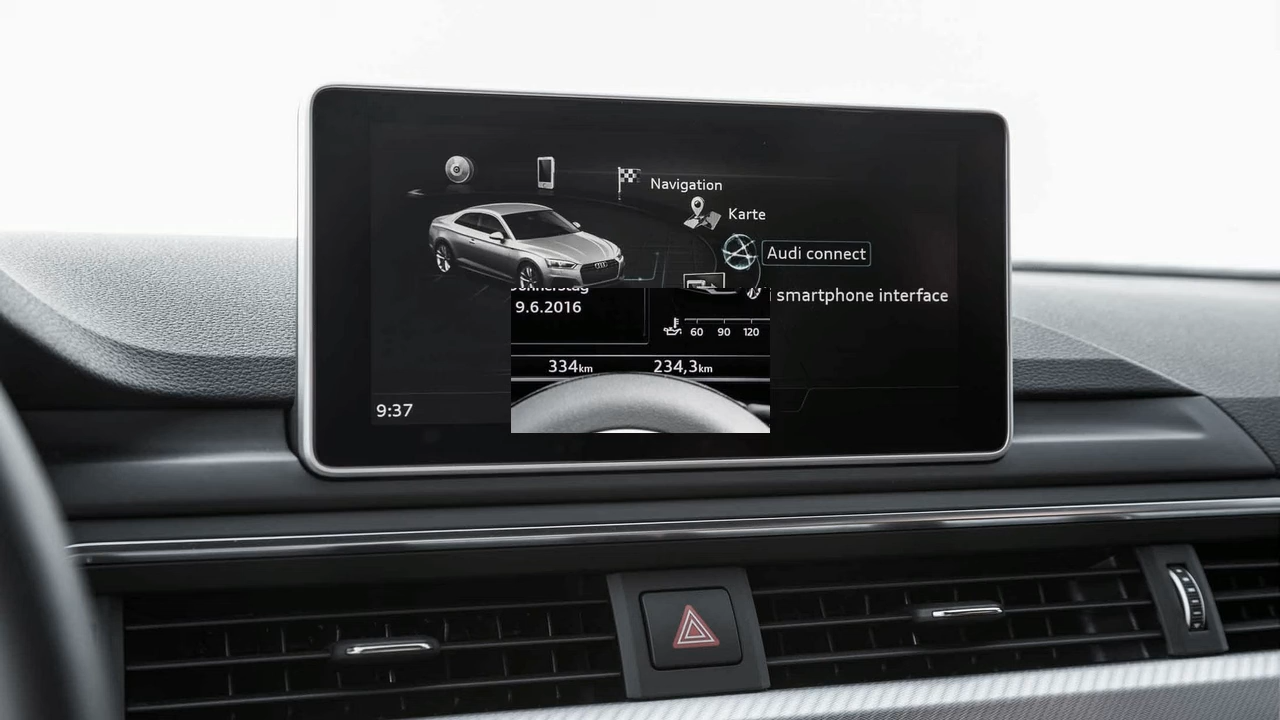 Navigation
Karte
Audi connect
smartphone interface
9.6.2016
60 90 120
334km
234,3km
9:37